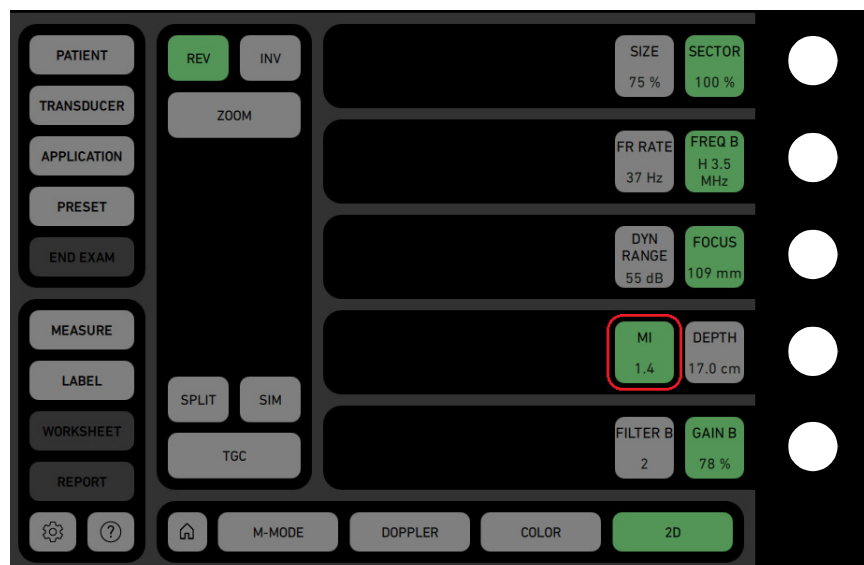 PATIENT
TRANSDUCER
APPLICATION
PRESET
END EXAM
MEASURE
LABEL
WORKSHEET
REPORT
?
REV INV
ZOOM
SPLIT SIM
TGC
SIZE
75 %
SECTOR
100 %
FR RATE
37 Hz
FREQ B
H 3.5
MHz
DYN
RANGE
55 dB
FOCUS
109 mm
MI
1.4
DEPTH
17.0 cm
FILTER B
2
GAIN B
78 %
M-MODE DOPPLER COLOR 2D